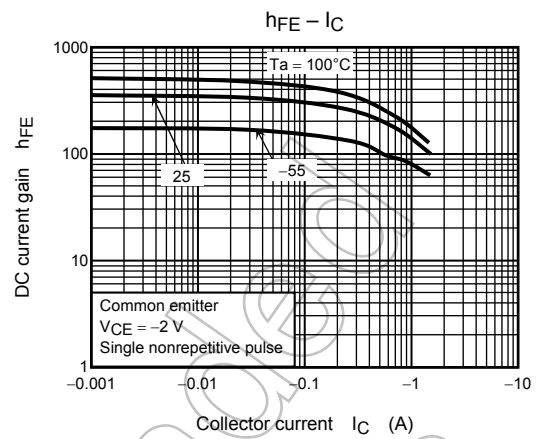 hFE – IC
1000
100
10
1
DC current gain hFE
Ta = 100°C
25
−55
Common emitter
VCE = −2 V
Single nonrepetitive pulse
−0.001
−0.01
−0.1
−1
−10
Collector current IC (A)